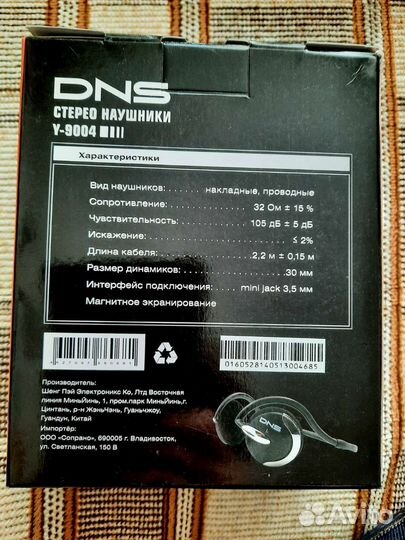 DNS
СТЕРЕО НАУШНИКИ
Y-9004
Характеристики
Вид наушников: накладные, проводные
Сопротивление: 32 Ом ± 15 %
Чувствительность: 105 дБ ± 5 дБ
Искажение: ≤ 2%
Длина кабеля: 2,2 м ± 0,15 м
Размер динамиков: 30 мм
Интерфейс подключения: mini jack 3,5 мм
Магнитное экранирование
0160528140513004685
Производитель:
Шенг Пэй Электроникс Ко, Лтд Восточная
линия МиньЙинь, 1, пром.парк МиньЙинь,г.
Цинтань, р-н ЖэньЧань, Гуаньчжоу,
Гуандун, Китай
Импортёр:
ООО «Сопрано», 690005 г. Владивосток,
ул. Светланская, 150 В
DNS
Avito